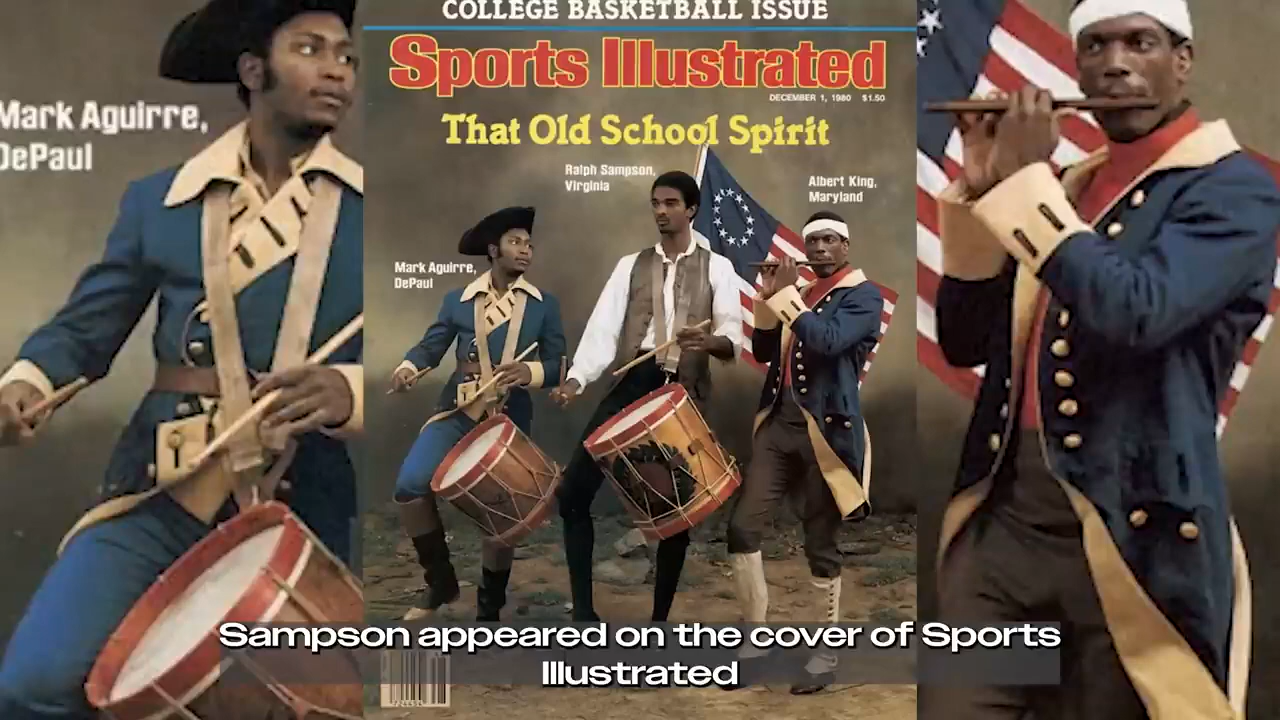 COLLEGE BASKETBALL ISSUE
Sports Illustrated
DECEMBER 1, 1980 $1.50
That Old School Spirit
Ralph Sampson,
Virginia
Albert King,
Maryland
Mark Aguirre,
DePaul
Mark Aguirre,
DePaul
Sampson appeared on the cover of Sports
Illustrated